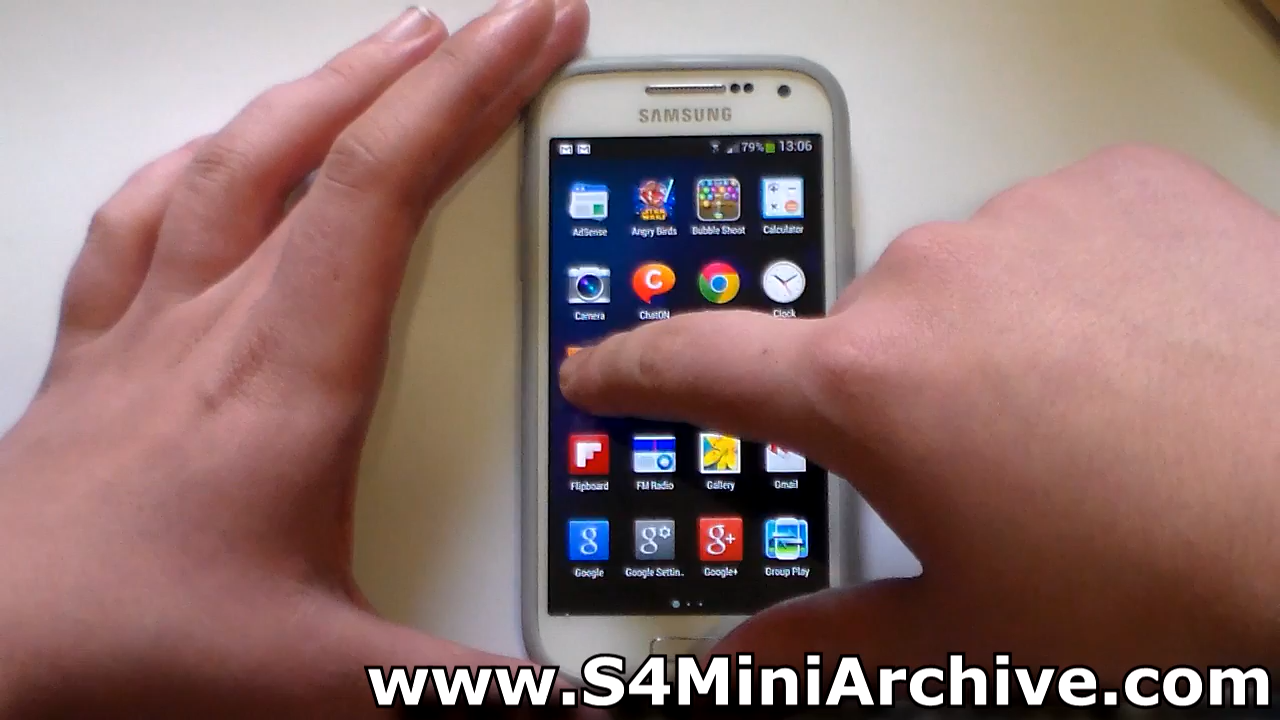 SAMSUNG
79% 13:06
AdSense Angry Birds Bubble Shoot Calculator
Camera ChatON Clock
Flipboard FM Radio Gallery Gmail
Google Google Settin.. Google+ Group Play
www.S4MiniArchive.com